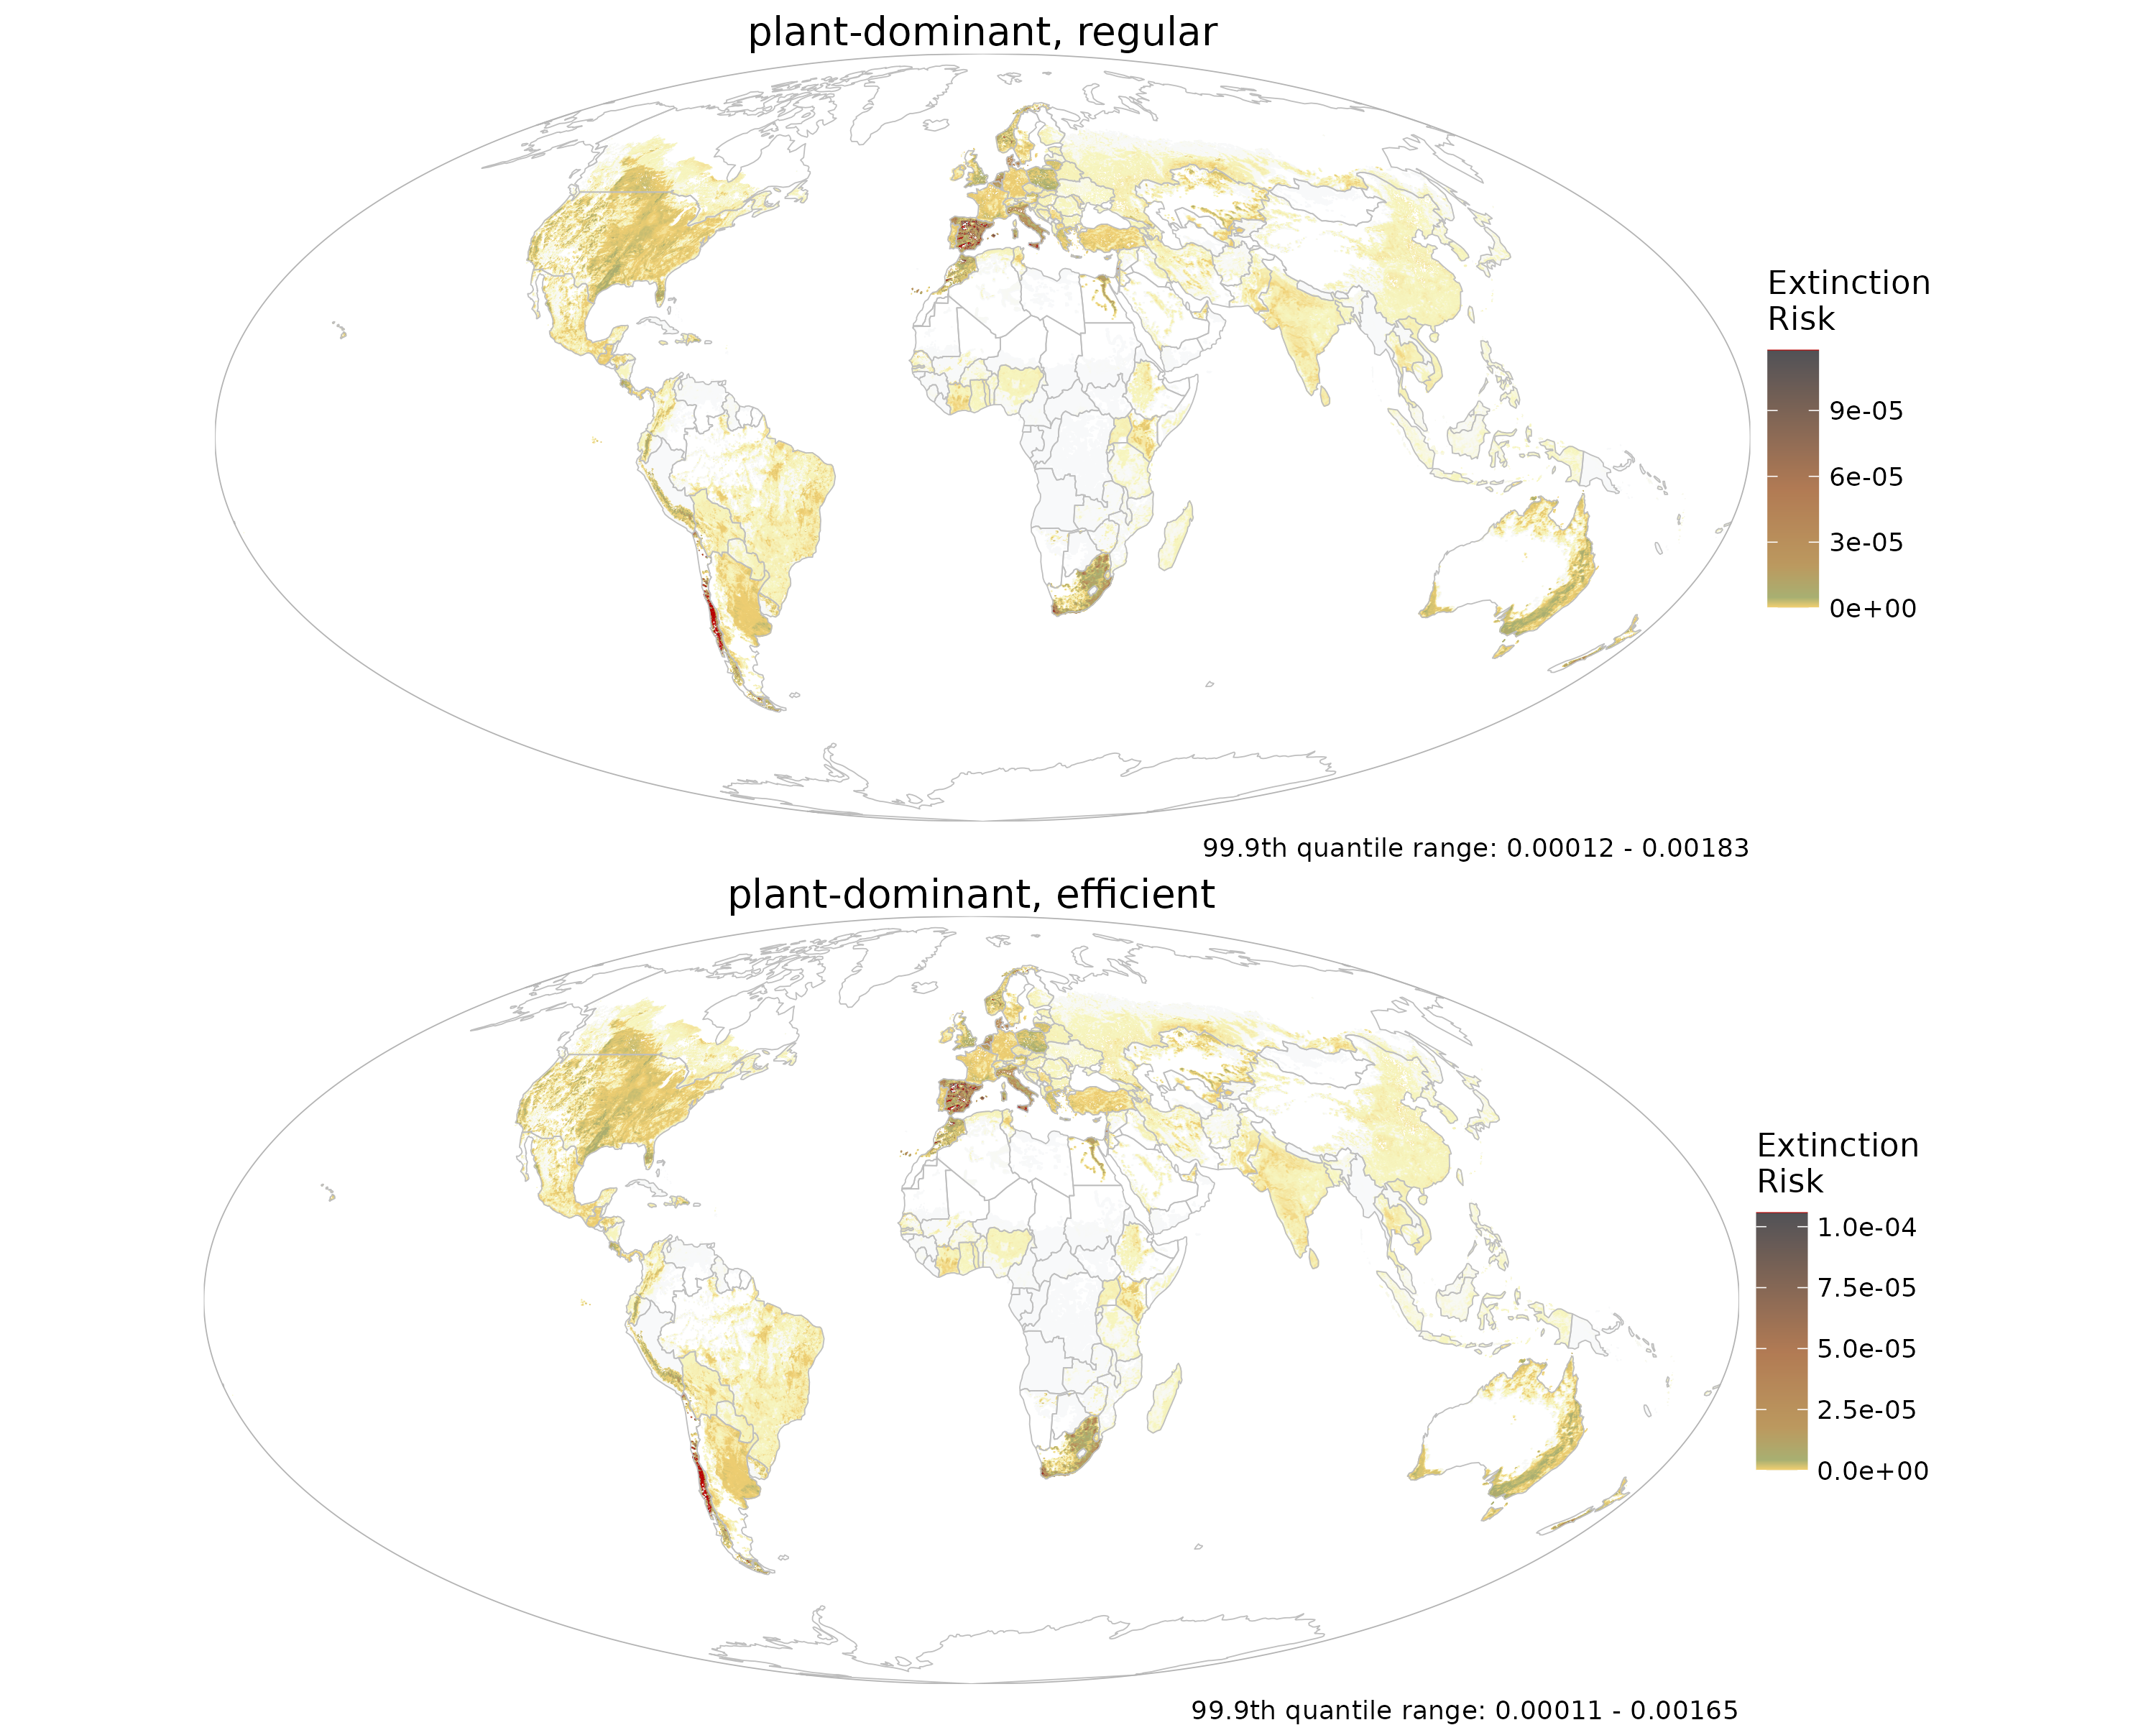 plant-dominant, regular
Extinction
Risk
9e-05
6e-05
3e-05
0e+00
99.9th quantile range: 0.00012 - 0.00183
plant-dominant, efficient
Extinction
Risk
1.0e-04
7.5e-05
5.0e-05
2.5e-05
0.0e+00
99.9th quantile range: 0.00011 - 0.00165